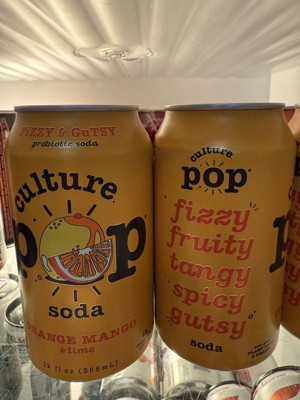 FIZZY & GuTSY
probiotic soda
culture
pop
soda
ORANGE MANGO
& lime
12 fl oz (355mL)
culture
pop
fizzy
fruity
tangy
spicy
gutsy
soda